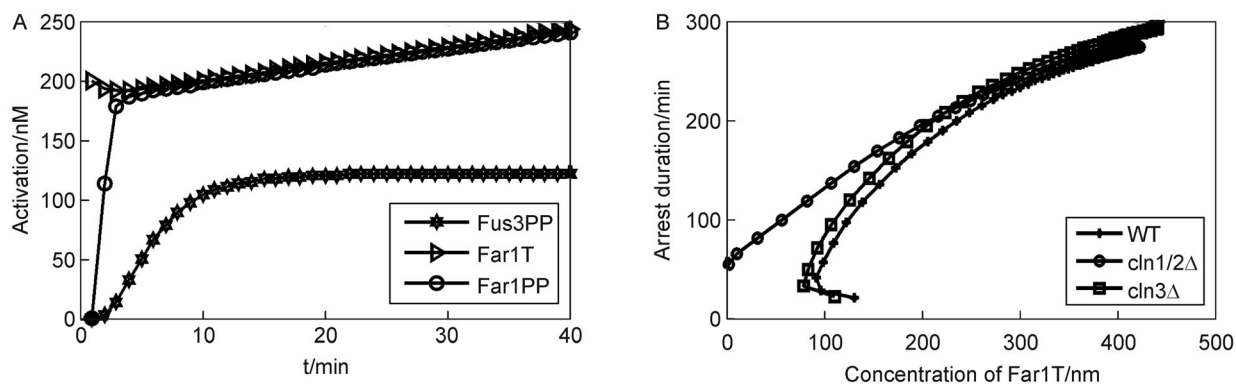 A
Activation/nM
250
200
150
100
50
0
0
10
20
30
40
t/min
Fus3PP
Far1T
Far1PP
B
Arrest duration/min
300
200
100
0
0
100
200
300
400
500
Concentration of Far1T/nm
WT
cln1/2Δ
cln3Δ